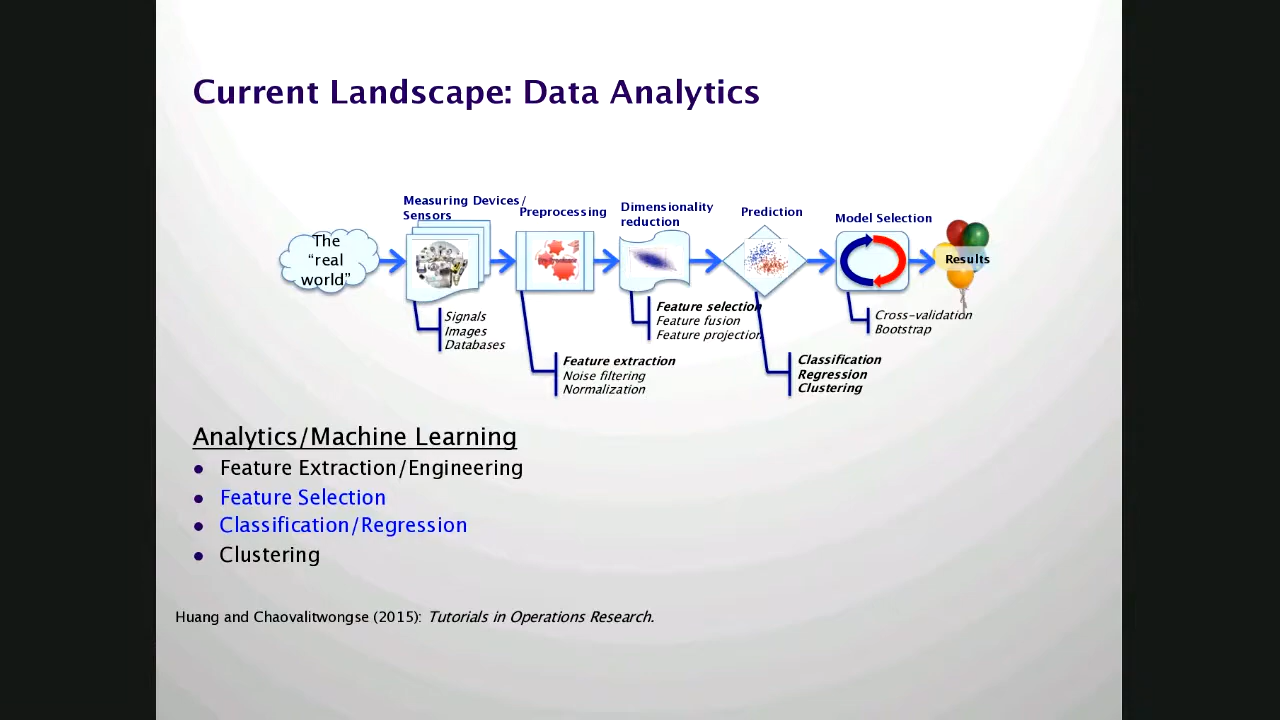 Current Landscape: Data Analytics
Measuring Devices/
Sensors
Preprocessing
Dimensionality
reduction
Prediction
Model Selection
The
“real
world”
Results
Signals
Images
Databases
Feature extraction
Noise filtering
Normalization
Feature selection
Feature fusion
Feature projection
Classification
Regression
Clustering
Cross-validation
Bootstrap
Analytics/Machine Learning
● Feature Extraction/Engineering
● Feature Selection
● Classification/Regression
● Clustering
Huang and Chaovalitwongse (2015): Tutorials in Operations Research.